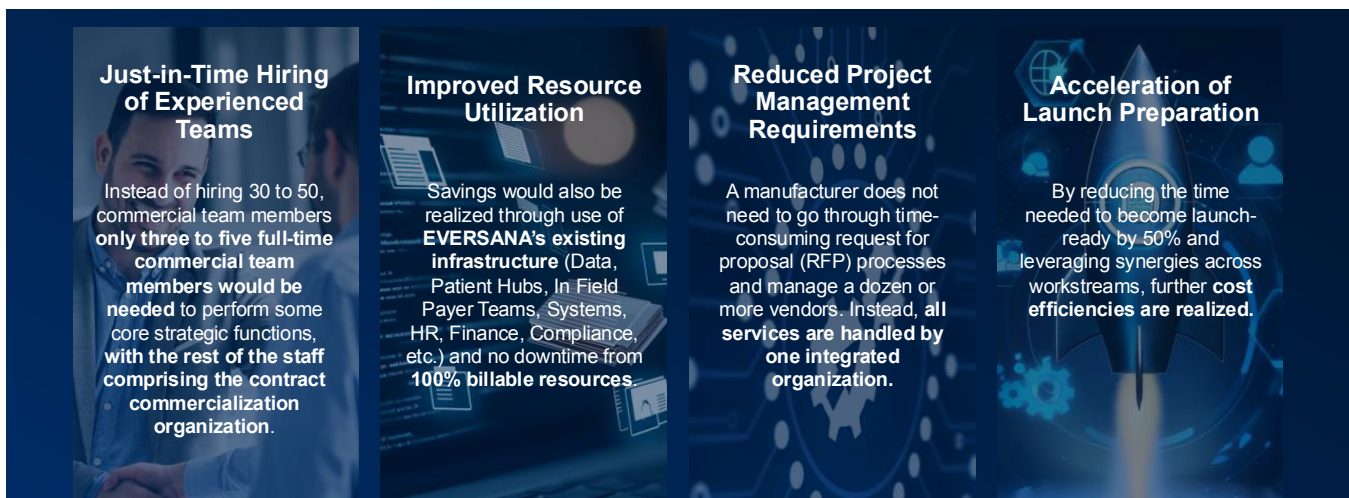 Just-in-Time Hiring
of Experienced
Teams
Instead of hiring 30 to 50,
commercial team members
only three to five full-time
commercial team
members would be
needed to perform some
core strategic functions,
with the rest of the staff
comprising the contract
commercialization
organization.
Improved Resource
Utilization
Savings would also be
realized through use of
EVERSANA’s existing
infrastructure (Data,
Patient Hubs, In Field
Payer Teams, Systems,
HR, Finance, Compliance,
etc.) and no downtime from
100% billable resources.
Reduced Project
Management
Requirements
A manufacturer does not
need to go through time-
consuming request for
proposal (RFP) processes
and manage a dozen or
more vendors. Instead, all
services are handled by
one integrated
organization.
Acceleration of
Launch Preparation
By reducing the time
needed to become launch-
ready by 50% and
leveraging synergies across
workstreams, further cost
efficiencies are realized.